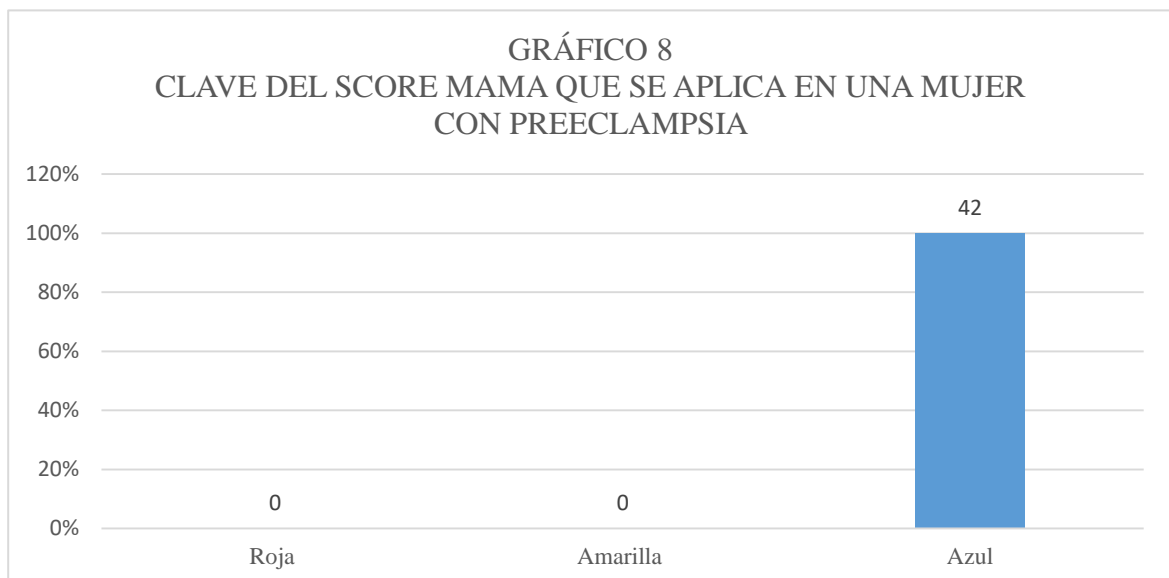 GRÁFICO 8
CLAVE DEL SCORE MAMA QUE SE APLICA EN UNA MUJER
CON PREECLAMPSIA
120%
100%
80%
60%
40%
20%
0%
0
0
42
Roja
Amarilla
Azul